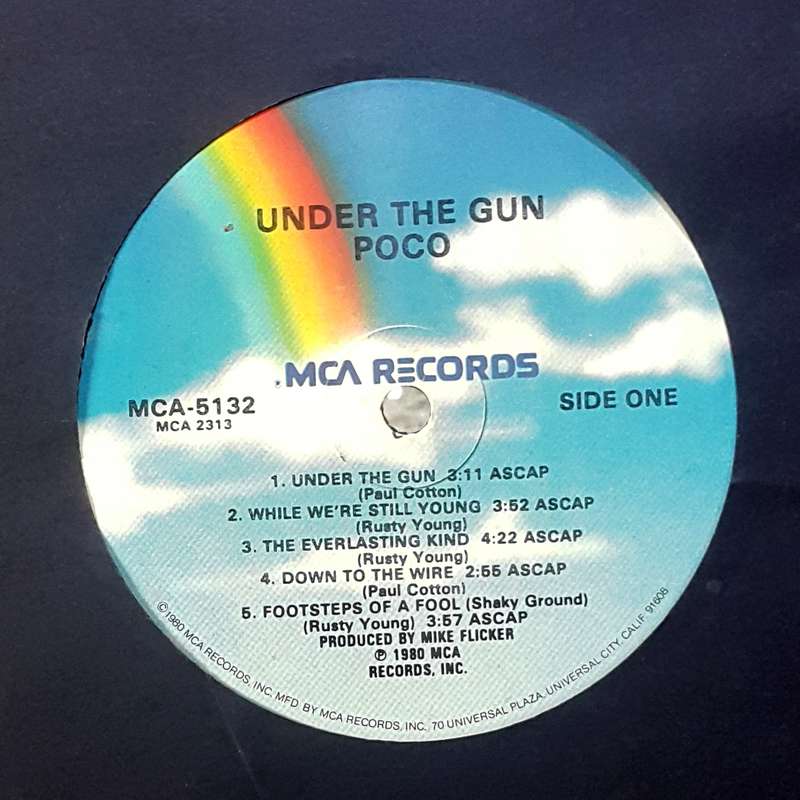 UNDER THE GUN
POCO
MCA RECORDS
MCA-5132
MCA 2313
SIDE ONE
1. UNDER THE GUN 3:11 ASCAP
(Paul Cotton)
2. WHILE WE'RE STILL YOUNG 3:52 ASCAP
(Rusty Young)
3. THE EVERLASTING KIND 4:22 ASCAP
(Rusty Young)
4. DOWN TO THE WIRE 2:55 ASCAP
(Paul Cotton)
5. FOOTSTEPS OF A FOOL (Shaky Ground)
(Rusty Young) 3:57 ASCAP
PRODUCED BY MIKE FLICKER
℗ 1980 MCA
RECORDS, INC.
©1980 MCA RECORDS, INC. MFD BY MCA RECORDS, INC. 70 UNIVERSAL PLAZA, UNIVERSAL CITY, CALIF. 91608